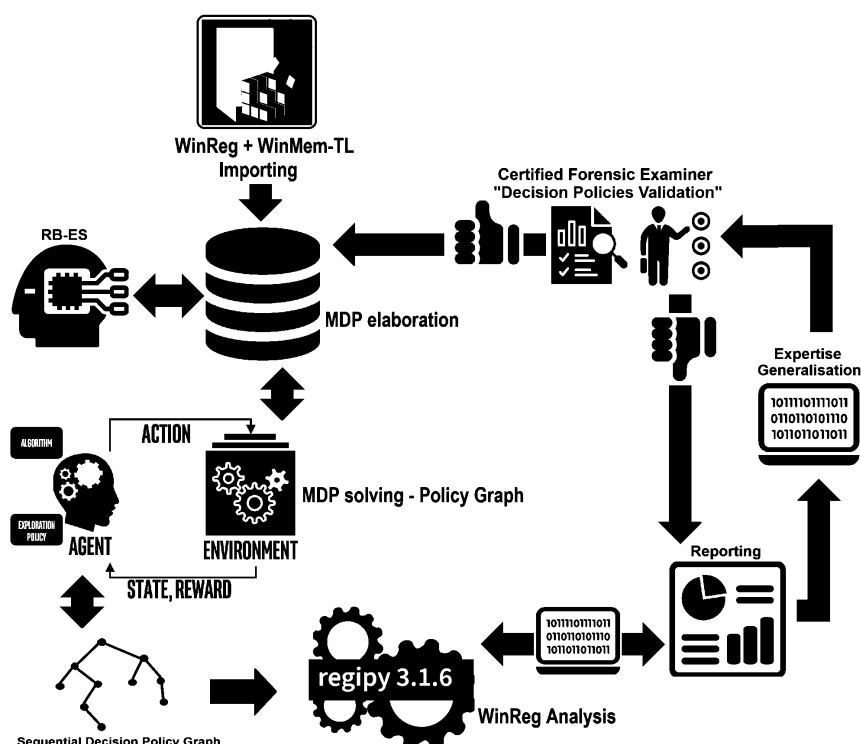 WinReg + WinMem-TL
Importing
Certified Forensic Examiner
"Decision Policies Validation"
RB-ES
MDP elaboration
Expertise
Generalisation
10111101111011
0110110101110
1011011011011
ALGORITHM
ACTION
MDP solving - Policy Graph
EXPLORATION
POLICY
AGENT
ENVIRONMENT
STATE, REWARD
Reporting
10111101111011
0110110101110
1011011011011
regipy 3.1.6
WinReg Analysis
Sequential Decision Policy Graph